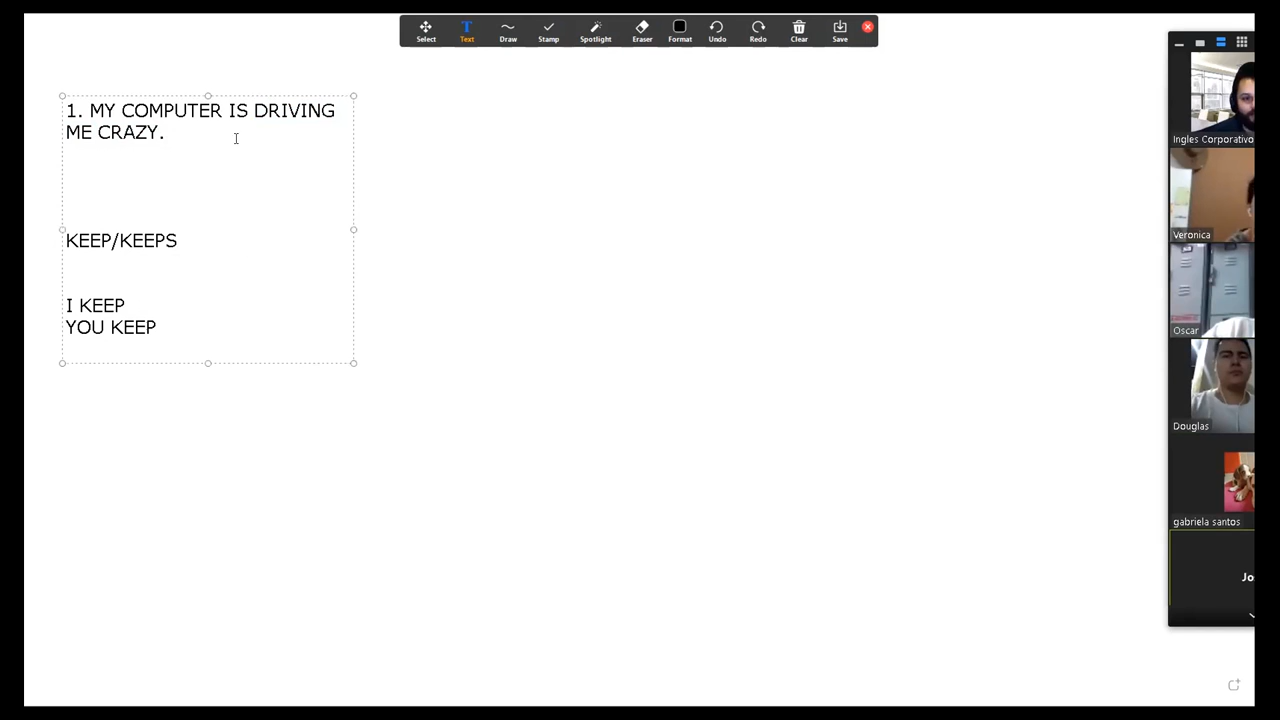 Select Text Draw Stamp Spotlight Eraser Format Undo Redo Clear Save
1. MY COMPUTER IS DRIVING
ME CRAZY.
KEEP/KEEPS
I KEEP
YOU KEEP
Ingles Corporativo
Veronica
Oscar
Douglas
gabriela santos
Jo